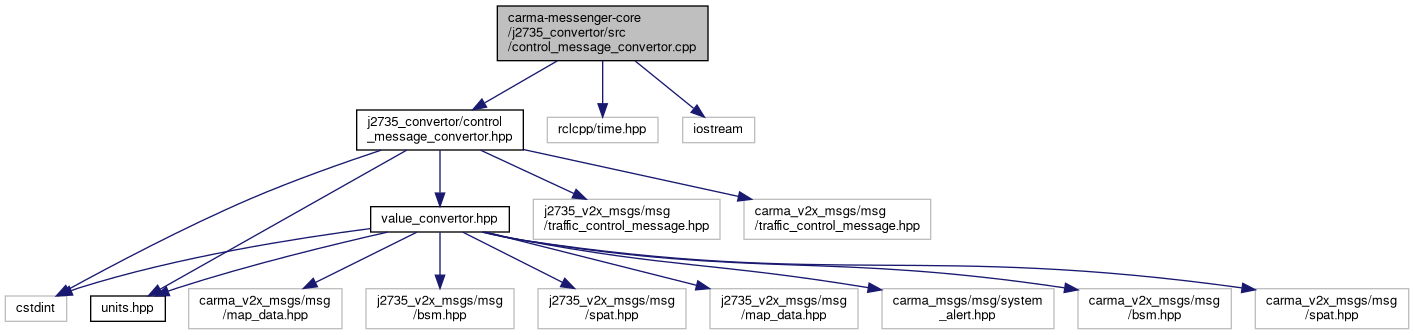 carma-messenger-core
/j2735_convertor/src
/control_message_convertor.cpp
j2735_convertor/control
_message_convertor.hpp
rclcpp/time.hpp
iostream
value_convertor.hpp
j2735_v2x_msgs/msg
/traffic_control_message.hpp
carma_v2x_msgs/msg
/traffic_control_message.hpp
cstdint
units.hpp
carma_v2x_msgs/msg
/map_data.hpp
j2735_v2x_msgs/msg
/bsm.hpp
j2735_v2x_msgs/msg
/spat.hpp
j2735_v2x_msgs/msg
/map_data.hpp
carma_msgs/msg/system
_alert.hpp
carma_v2x_msgs/msg
/bsm.hpp
carma_v2x_msgs/msg
/spat.hpp